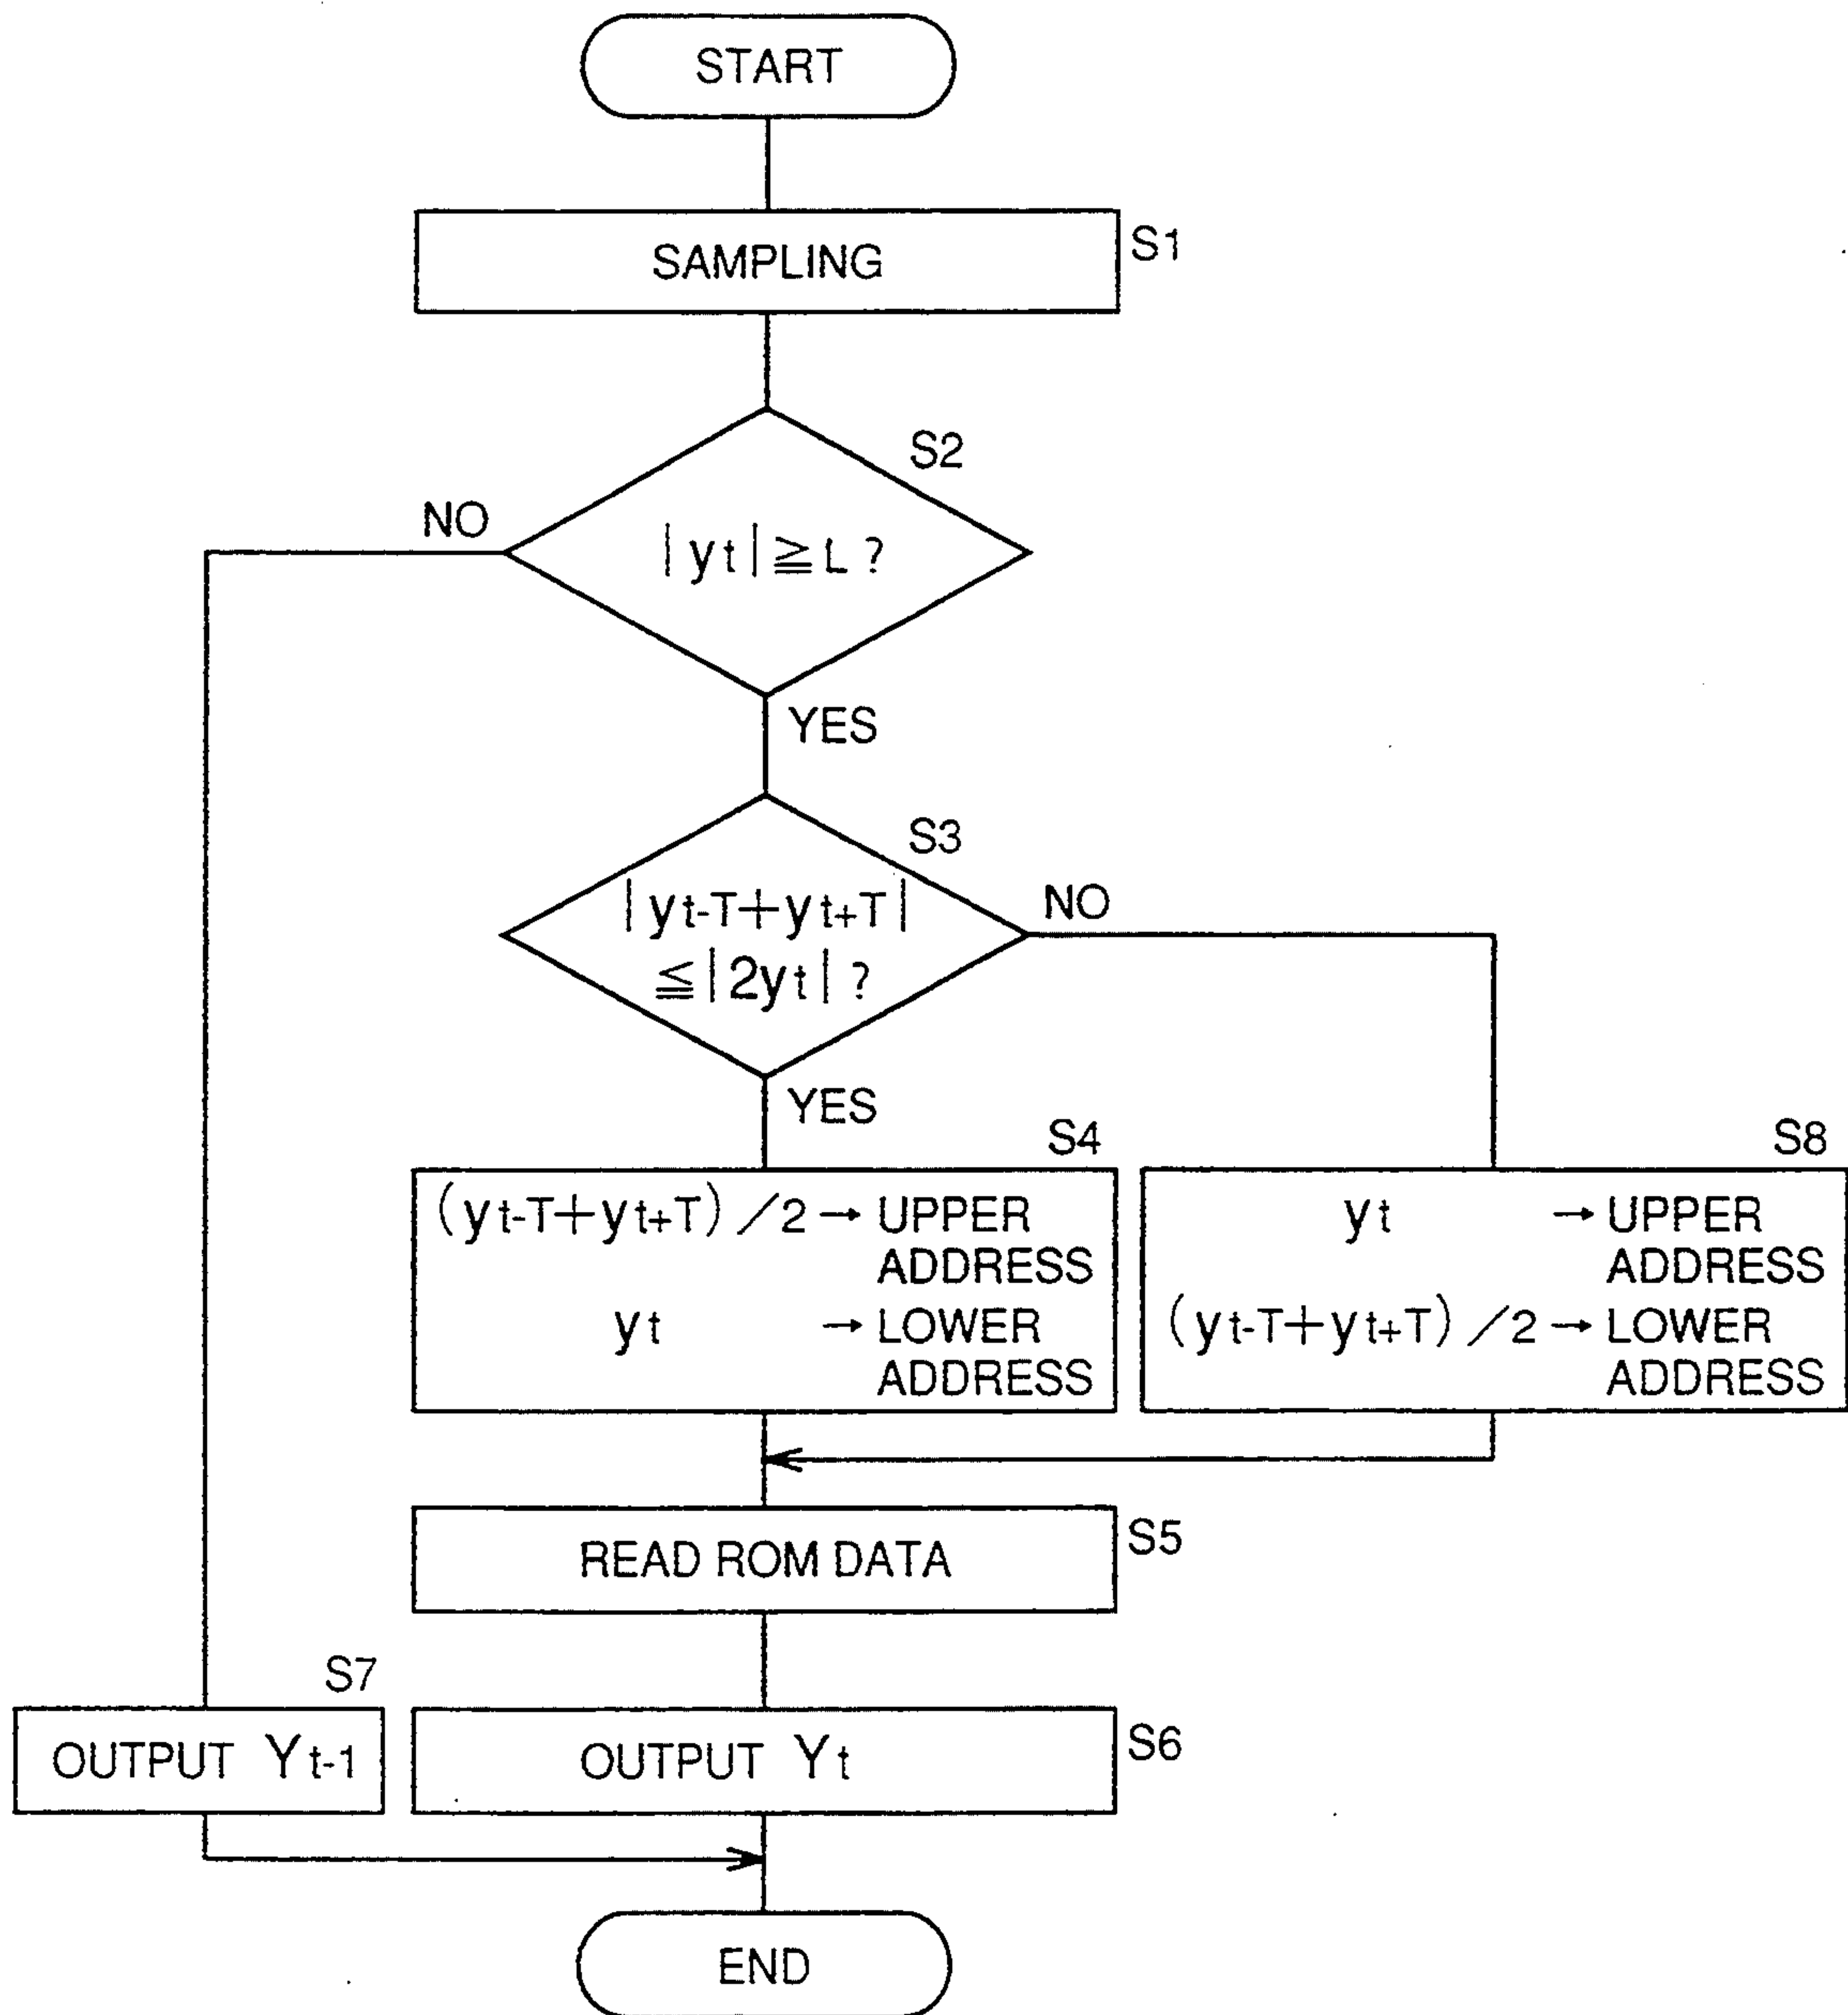 START
SAMPLING
S1
S2
NO
|yt|≧L?
YES
S3
|yt-T+yt+T|
≦|2yt|?
NO
YES
S4
(yt-T+yt+T)/2→UPPER
ADDRESS
yt →LOWER
ADDRESS
S8
yt →UPPER
ADDRESS
(yt-T+yt+T)/2→LOWER
ADDRESS
READ ROM DATA
S5
S7
OUTPUT Yt-1
OUTPUT Yt
S6
END